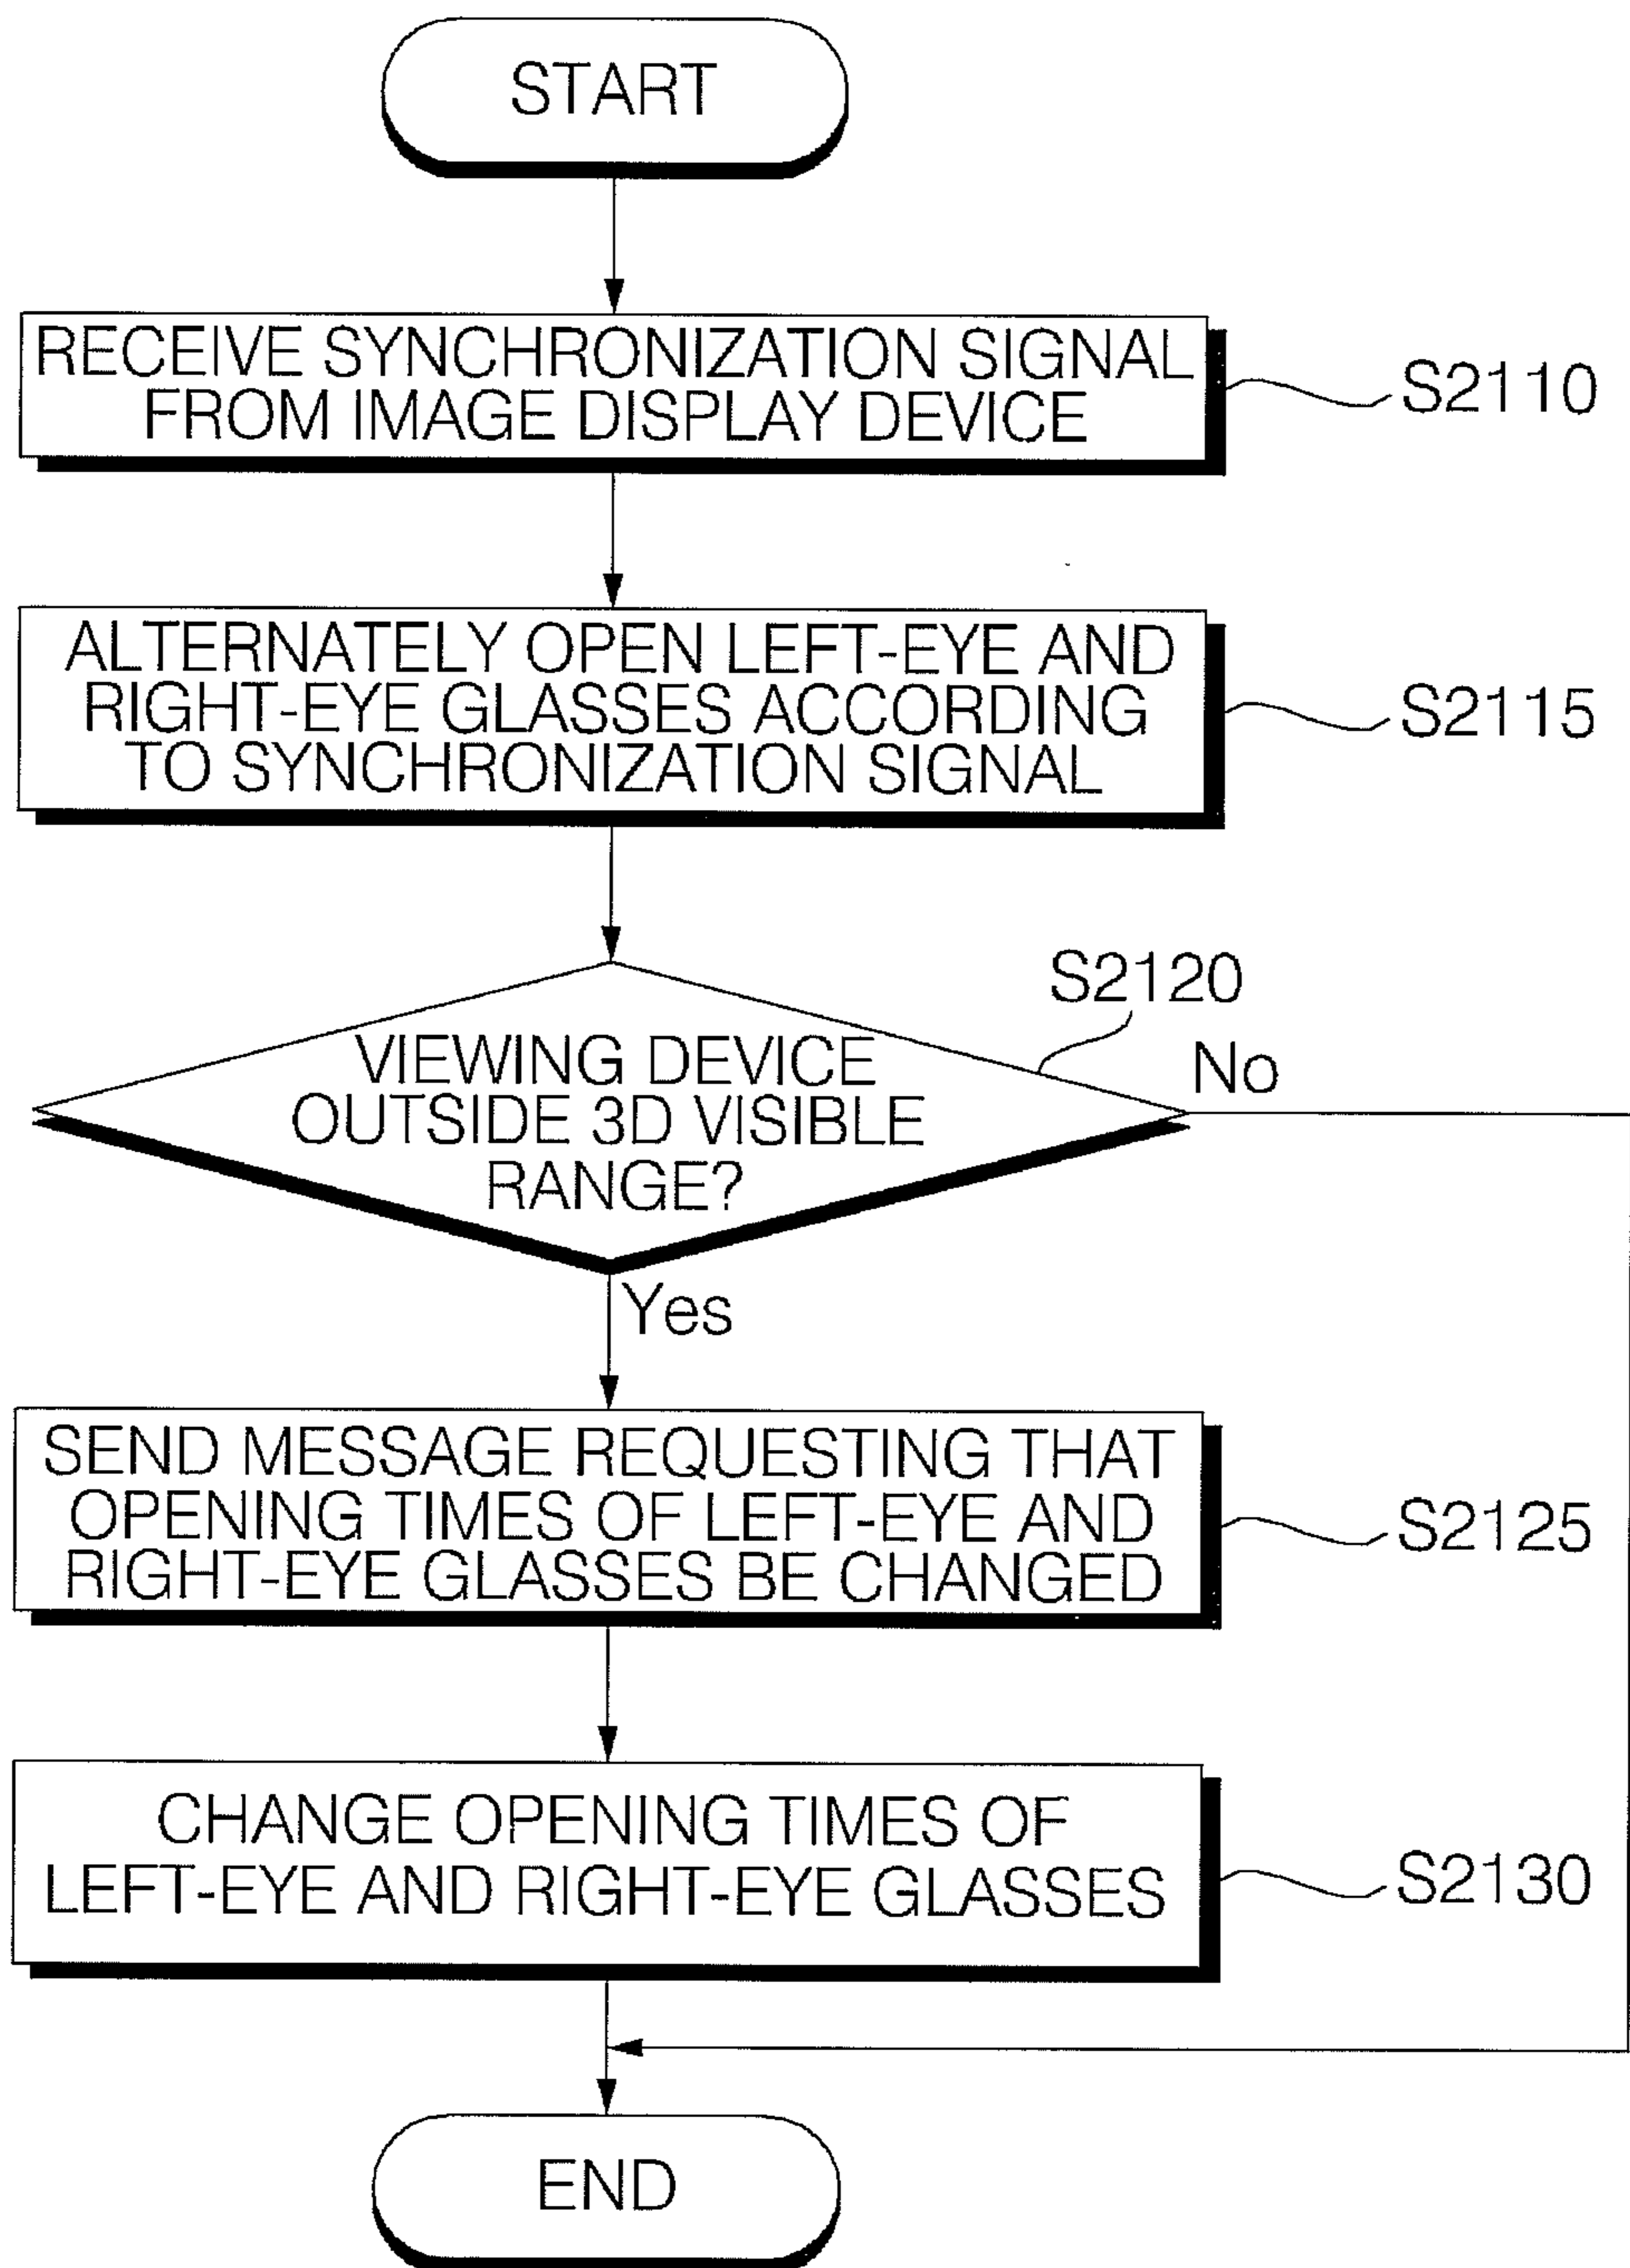 START
RECEIVE SYNCHRONIZATION SIGNAL
FROM IMAGE DISPLAY DEVICE
S2110
ALTERNATELY OPEN LEFT-EYE AND
RIGHT-EYE GLASSES ACCORDING
TO SYNCHRONIZATION SIGNAL
S2115
S2120
VIEWING DEVICE
OUTSIDE 3D VISIBLE
RANGE?
No
Yes
SEND MESSAGE REQUESTING THAT
OPENING TIMES OF LEFT-EYE AND
RIGHT-EYE GLASSES BE CHANGED
S2125
CHANGE OPENING TIMES OF
LEFT-EYE AND RIGHT-EYE GLASSES
S2130
END